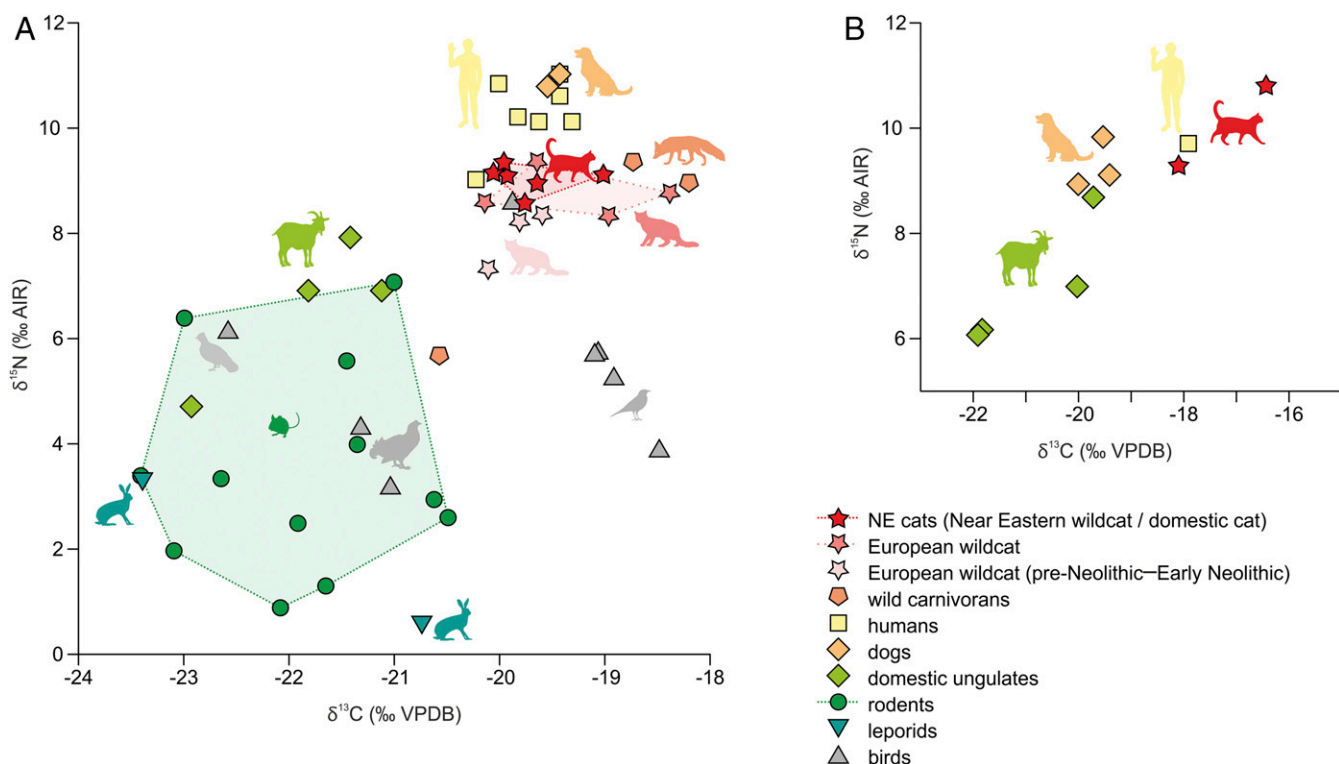 A
12
10
8
6
4
2
0
δ15N (‰ AIR)
-24
-23
-22
-21
-20
-19
-18
δ13C (‰ VPDB)
B
12
10
8
6
δ15N (‰ AIR)
-22
-20
-18
-16
δ13C (‰ VPDB)
NE cats (Near Eastern wildcat / domestic cat)
European wildcat
European wildcat (pre-Neolithic–Early Neolithic)
wild carnivorans
humans
dogs
domestic ungulates
rodents
leporids
birds